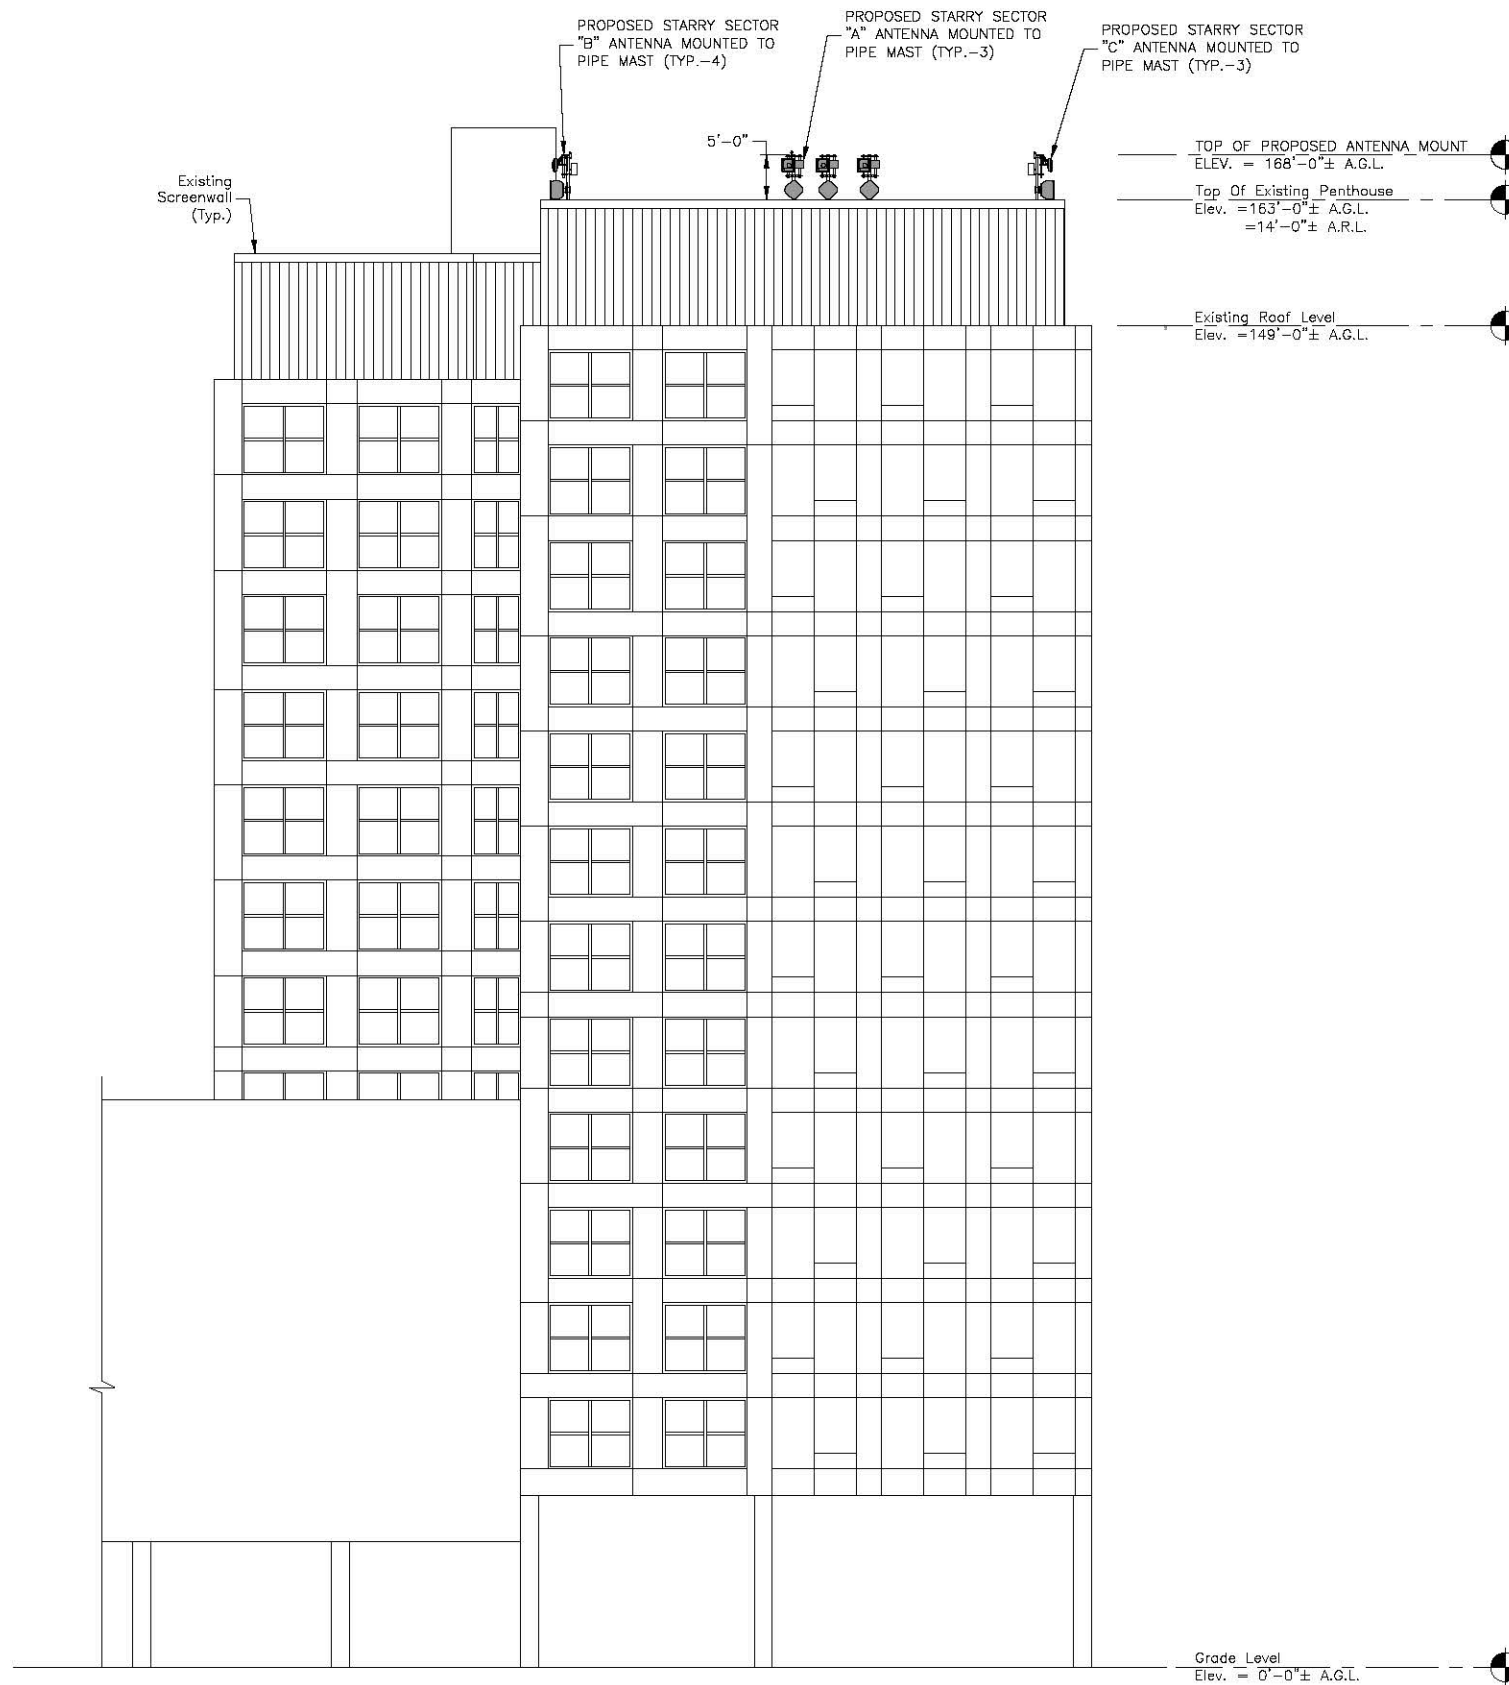 PROPOSED STARRY SECTOR
"B" ANTENNA MOUNTED TO
PIPE MAST (TYP.-4)
PROPOSED STARRY SECTOR
"A" ANTENNA MOUNTED TO
PIPE MAST (TYP.-3)
PROPOSED STARRY SECTOR
"C" ANTENNA MOUNTED TO
PIPE MAST (TYP.-3)
5'-0"
TOP OF PROPOSED ANTENNA MOUNT
ELEV. = 168'-0"± A.G.L.
Existing
Screenwall
(Typ.)
Top Of Existing Penthouse
Elev. =163'-0"± A.G.L.
=14'-0"± A.R.L.
Existing Roof Level
Elev. =149'-0"± A.G.L.
Grade Level
Elev. = 0'-0"± A.G.L.